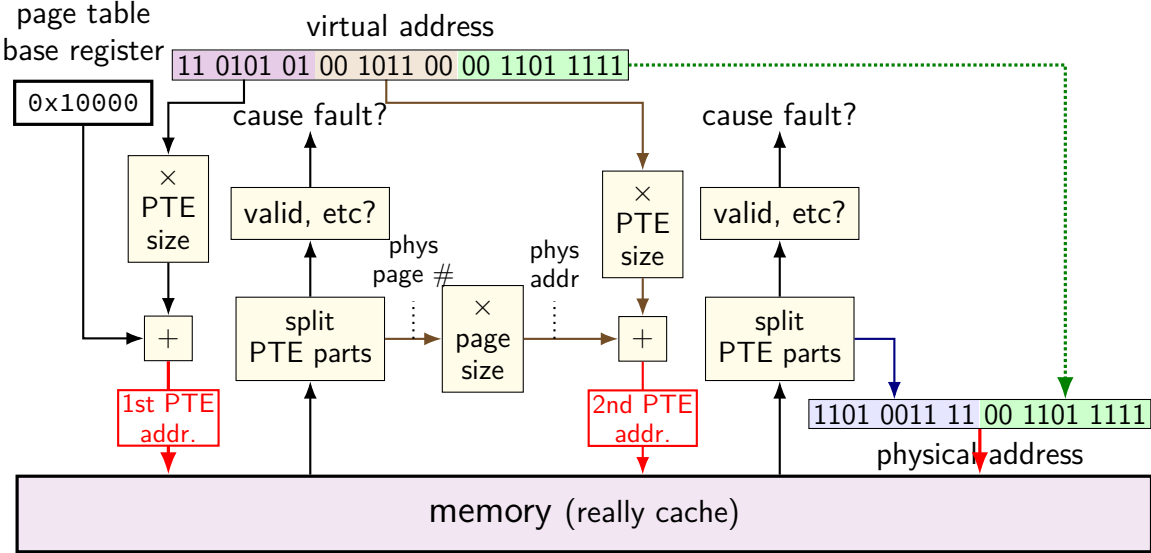 page table
base register
virtual address
11 0101 01 00 1011 00 00 1101 1111
0x10000
cause fault?
cause fault?
×
PTE
size
valid, etc?
×
PTE
size
valid, etc?
phys
page #
phys
addr
+
split
PTE parts
×
page
size
+
split
PTE parts
1st PTE
addr.
2nd PTE
addr.
1101 0011 11 00 1101 1111
physical address
memory (really cache)